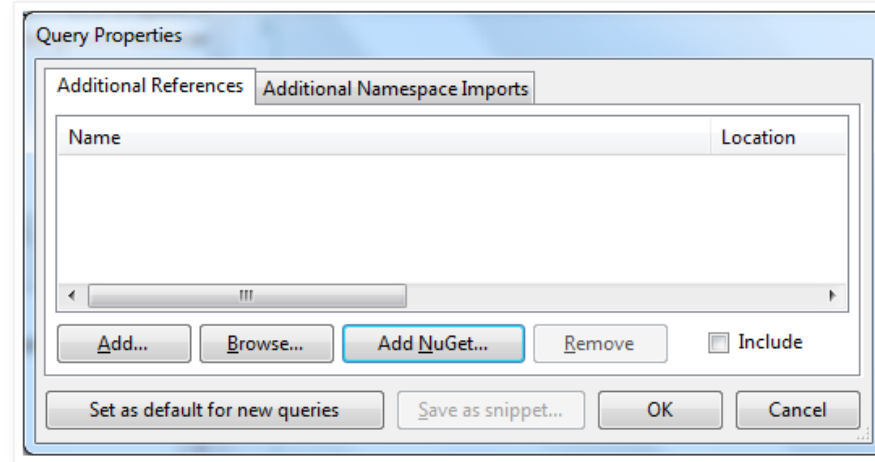 Query Properties
Additional References Additional Namespace Imports
Name Location
Add... Browse... Add NuGet... Remove Include
Set as default for new queries Save as snippet... OK Cancel